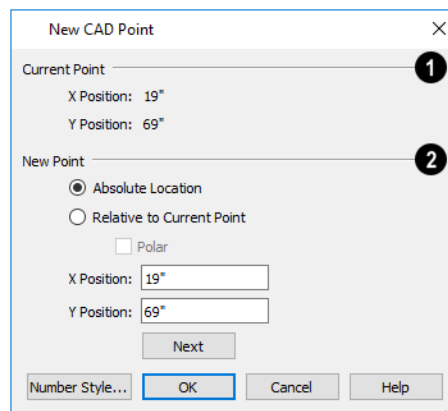 New CAD Point
Current Point 1
X Position: 19"
Y Position: 69"
New Point 2
Absolute Location
Relative to Current Point
Polar
X Position: 19"
Y Position: 69"
Next
Number Style... OK Cancel Help